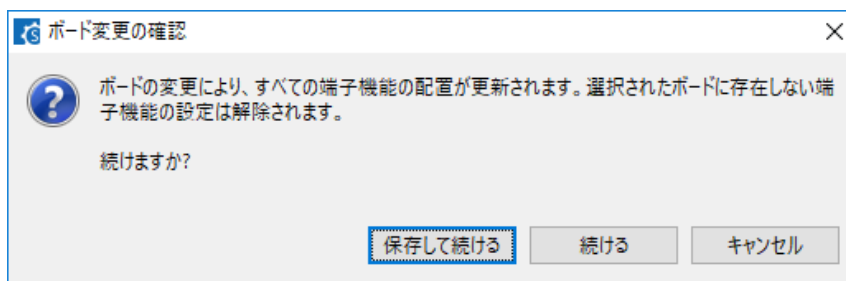 ボード変更の確認
ボードの変更により、すべての端子機能の配置が更新されます。選択されたボードに存在しない端
子機能の設定は解除されます。
続けますか?
保存して続ける 続ける キャンセル